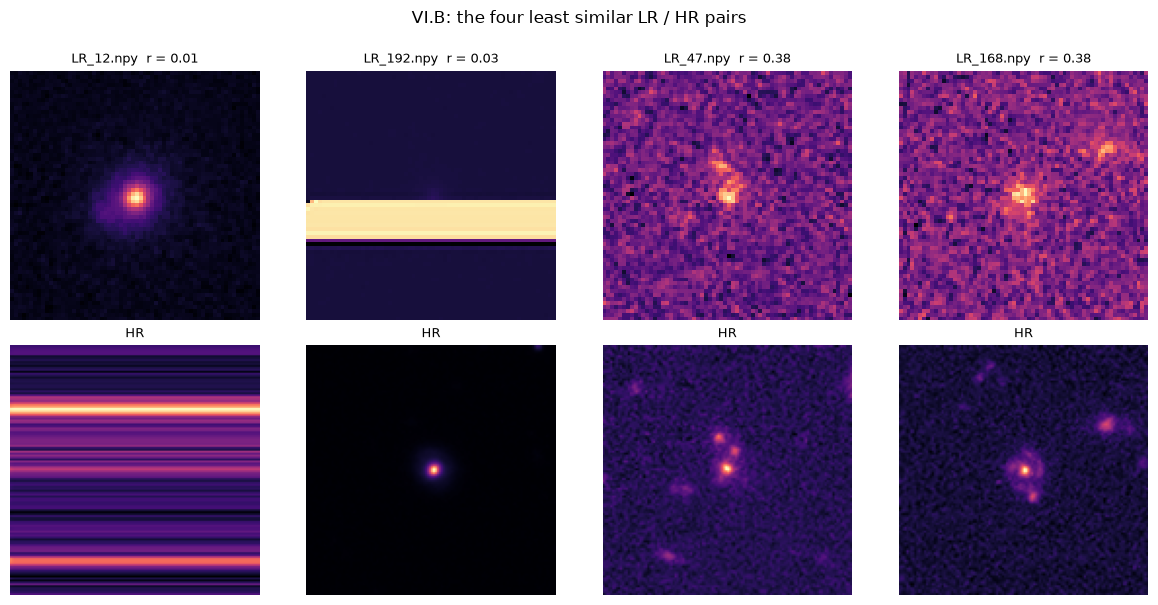 VI.B: the four least similar LR / HR pairs
LR_12.npy  r = 0.01
LR_192.npy  r = 0.03
LR_47.npy  r = 0.38
LR_168.npy  r = 0.38
HR
HR
HR
HR